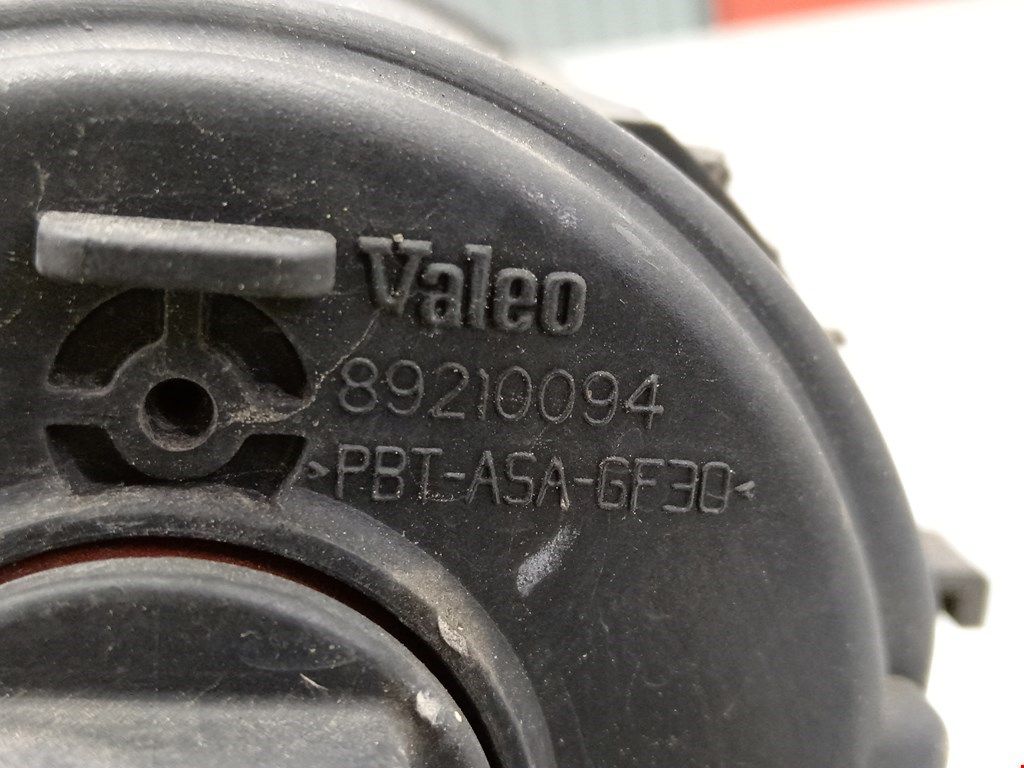 Valeo
89210094
>PBT-ASA-GF30<